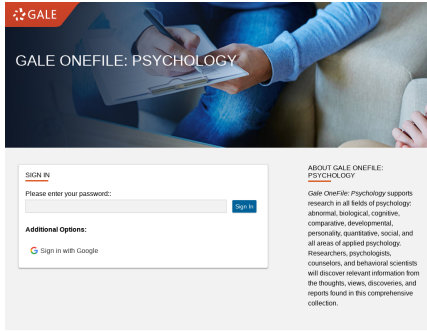 GALE
GALE ONEFILE: PSYCHOLOGY
SIGN IN
Please enter your password::
Sign In
Additional Options:
Sign in with Google
ABOUT GALE ONEFILE:
PSYCHOLOGY
Gale OneFile: Psychology supports
research in all fields of psychology:
abnormal, biological, cognitive,
comparative, developmental,
personality, quantitative, social, and
all areas of applied psychology.
Researchers, psychologists,
counselors, and behavioral scientists
will discover relevant information from
the thoughts, views, discoveries, and
reports found in this comprehensive
collection.